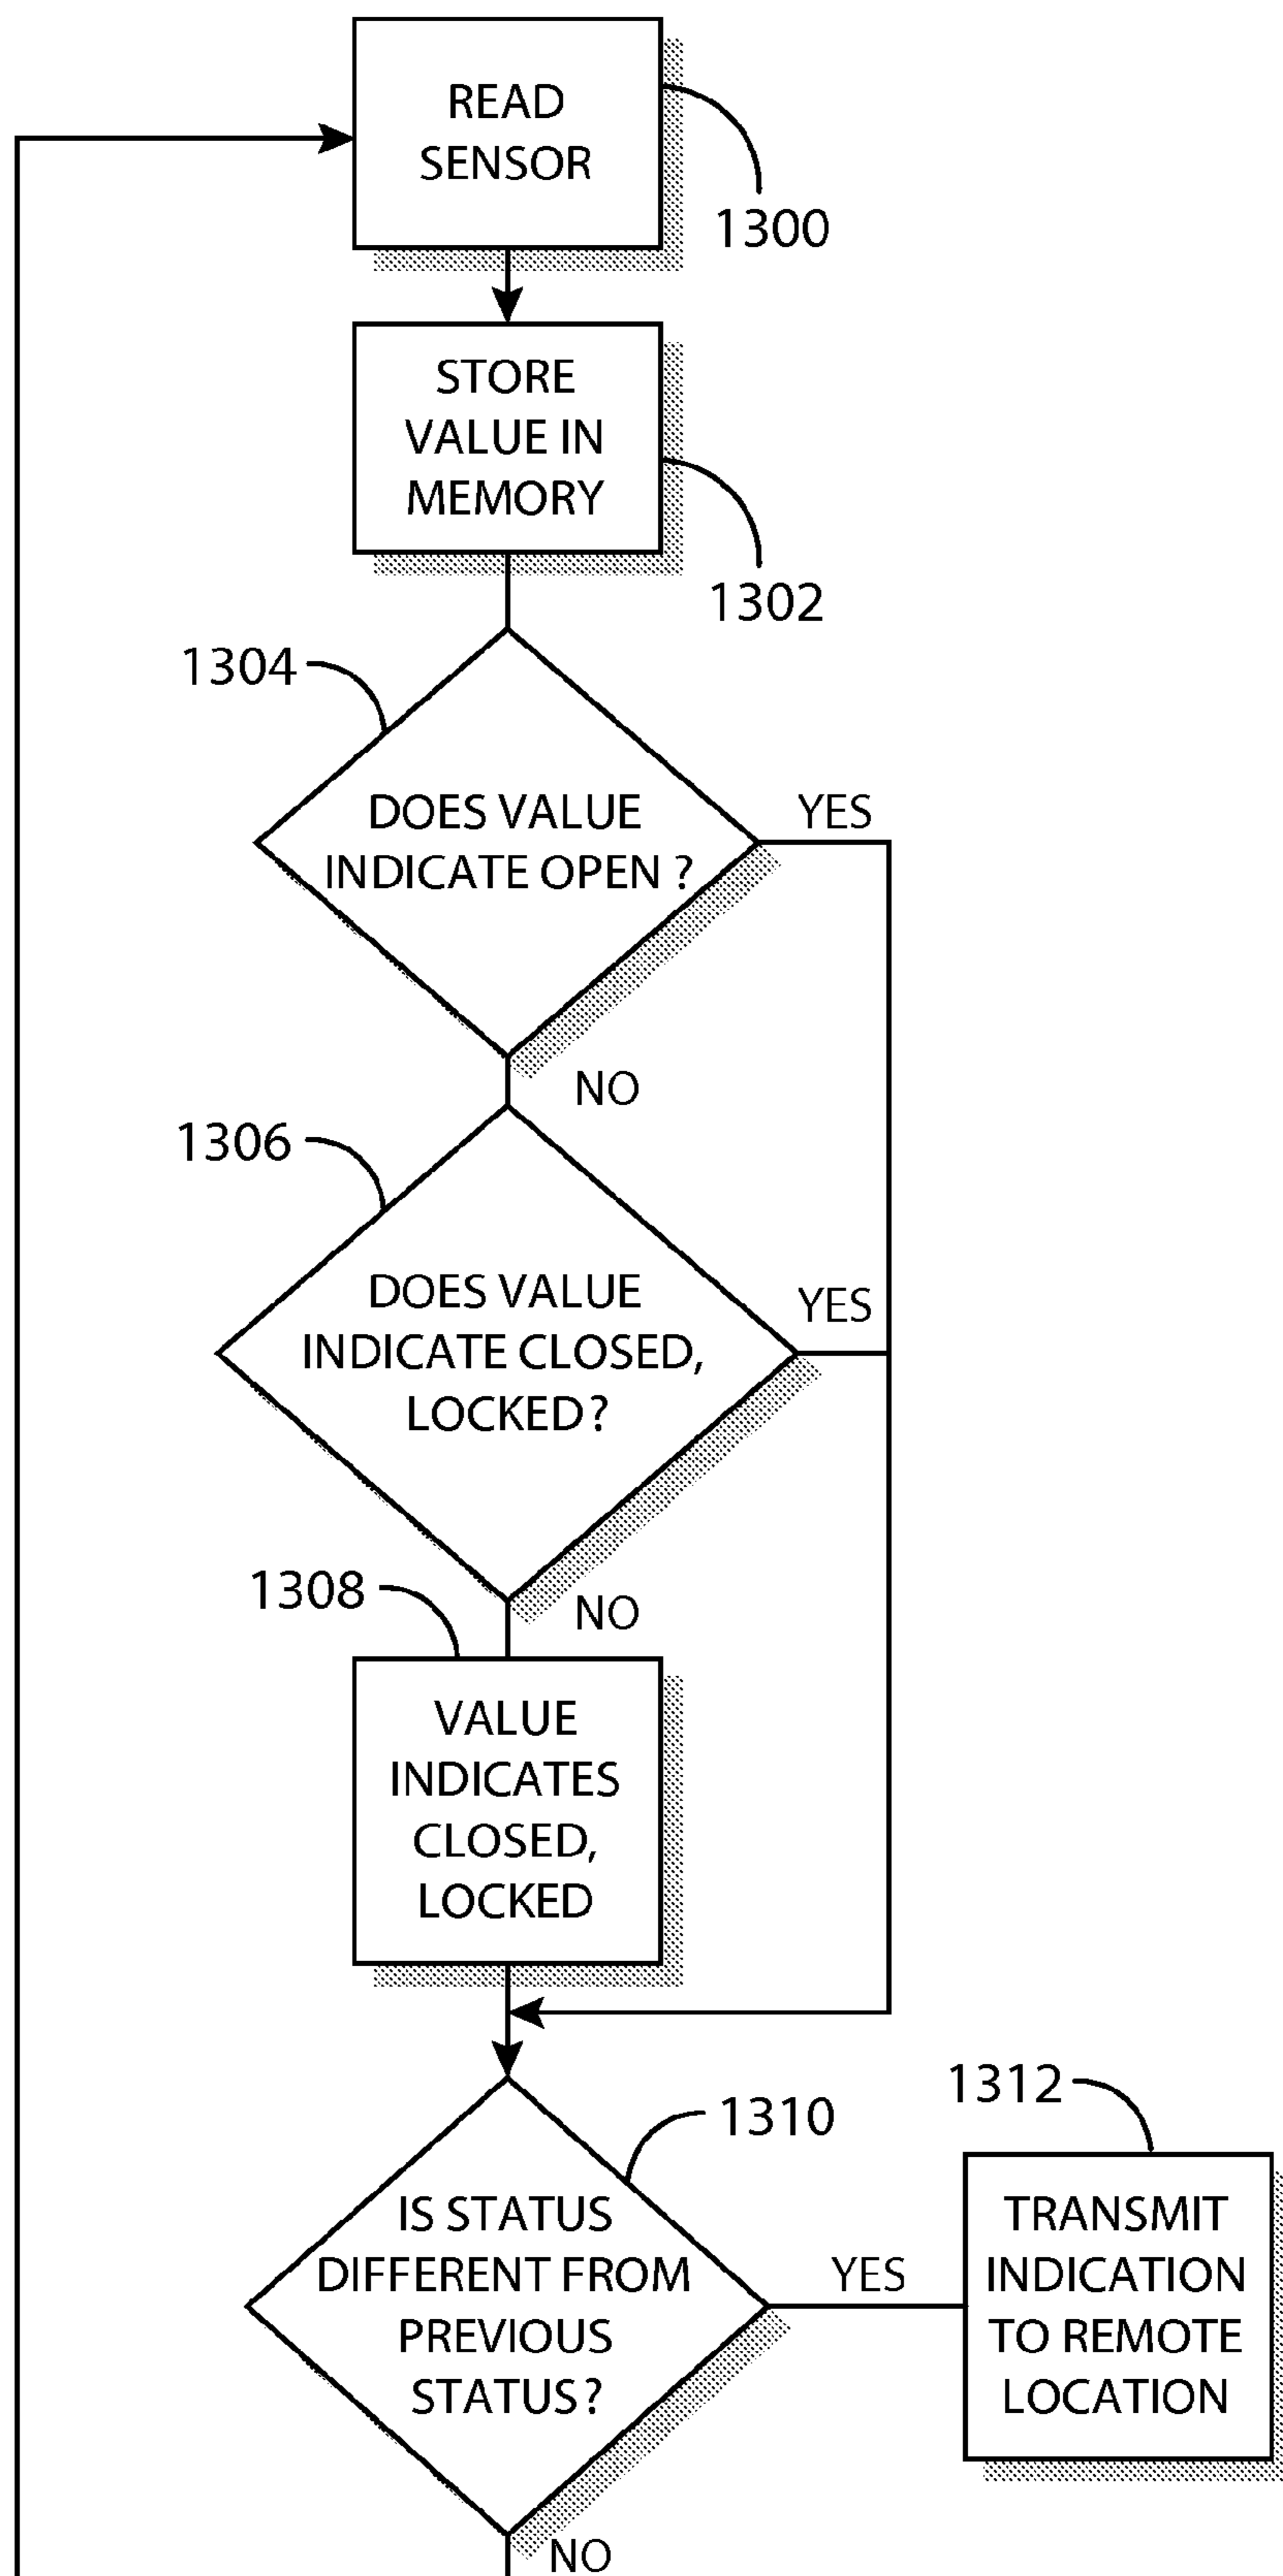 READ
SENSOR
1300
STORE
VALUE IN
MEMORY
1302
1304
DOES VALUE
INDICATE OPEN ?
YES
NO
1306
DOES VALUE
INDICATE CLOSED,
LOCKED?
YES
NO
1308
VALUE
INDICATES
CLOSED,
LOCKED
1310
IS STATUS
DIFFERENT FROM
PREVIOUS
STATUS?
YES
NO
1312
TRANSMIT
INDICATION
TO REMOTE
LOCATION